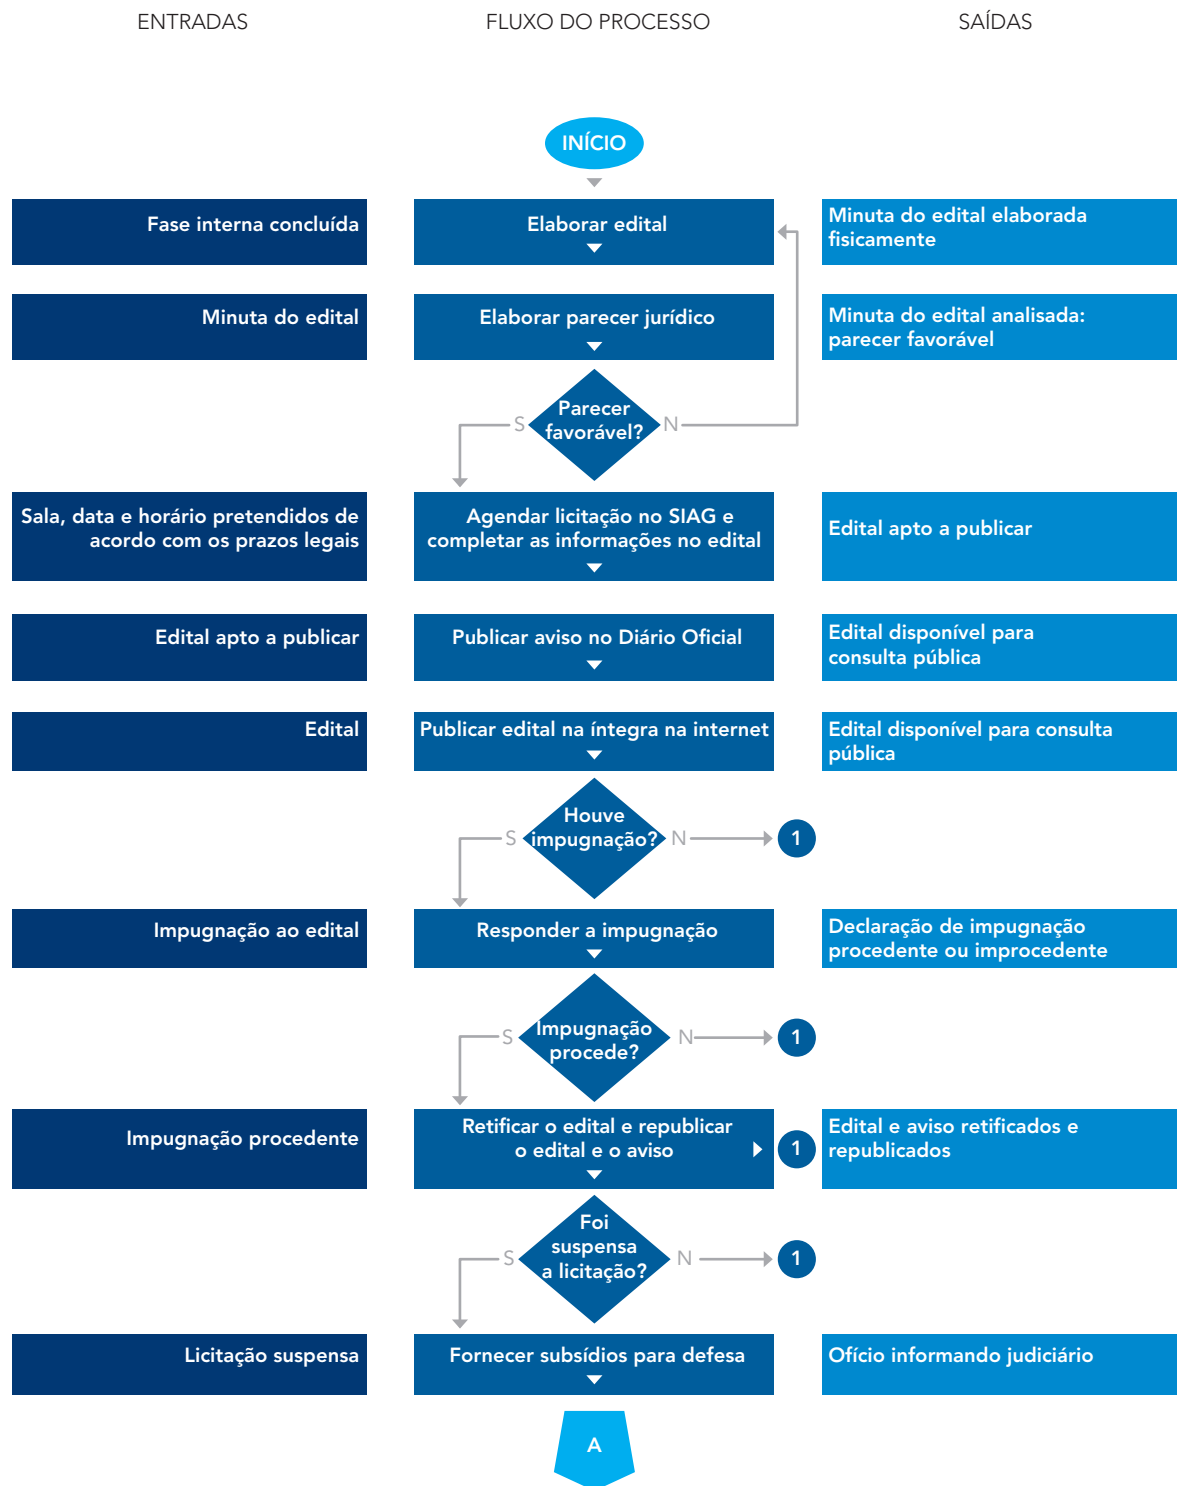 ENTRADAS
FLUXO DO PROCESSO
SAÍDAS
INÍCIO
Fase interna concluída
Elaborar edital
Minuta do edital elaborada
fisicamente
Minuta do edital
Elaborar parecer jurídico
Minuta do edital analisada:
parecer favorável
Parecer
favorável?
S
N
Sala, data e horário pretendidos de
acordo com os prazos legais
Agendar licitação no SIAG e
completar as informações no edital
Edital apto a publicar
Edital apto a publicar
Publicar aviso no Diário Oficial
Edital disponível para
consulta pública
Edital
Publicar edital na íntegra na internet
Edital disponível para consulta
pública
Houve
impugnação?
S
N
1
Impugnação ao edital
Responder a impugnação
Declaração de impugnação
procedente ou improcedente
Impugnação
procede?
S
N
1
Impugnação procedente
Retificar o edital e republicar
o edital e o aviso
1
Edital e aviso retificados e
republicados
Foi
suspensa
a licitação?
S
N
1
Licitação suspensa
Fornecer subsídios para defesa
Ofício informando judiciário
A